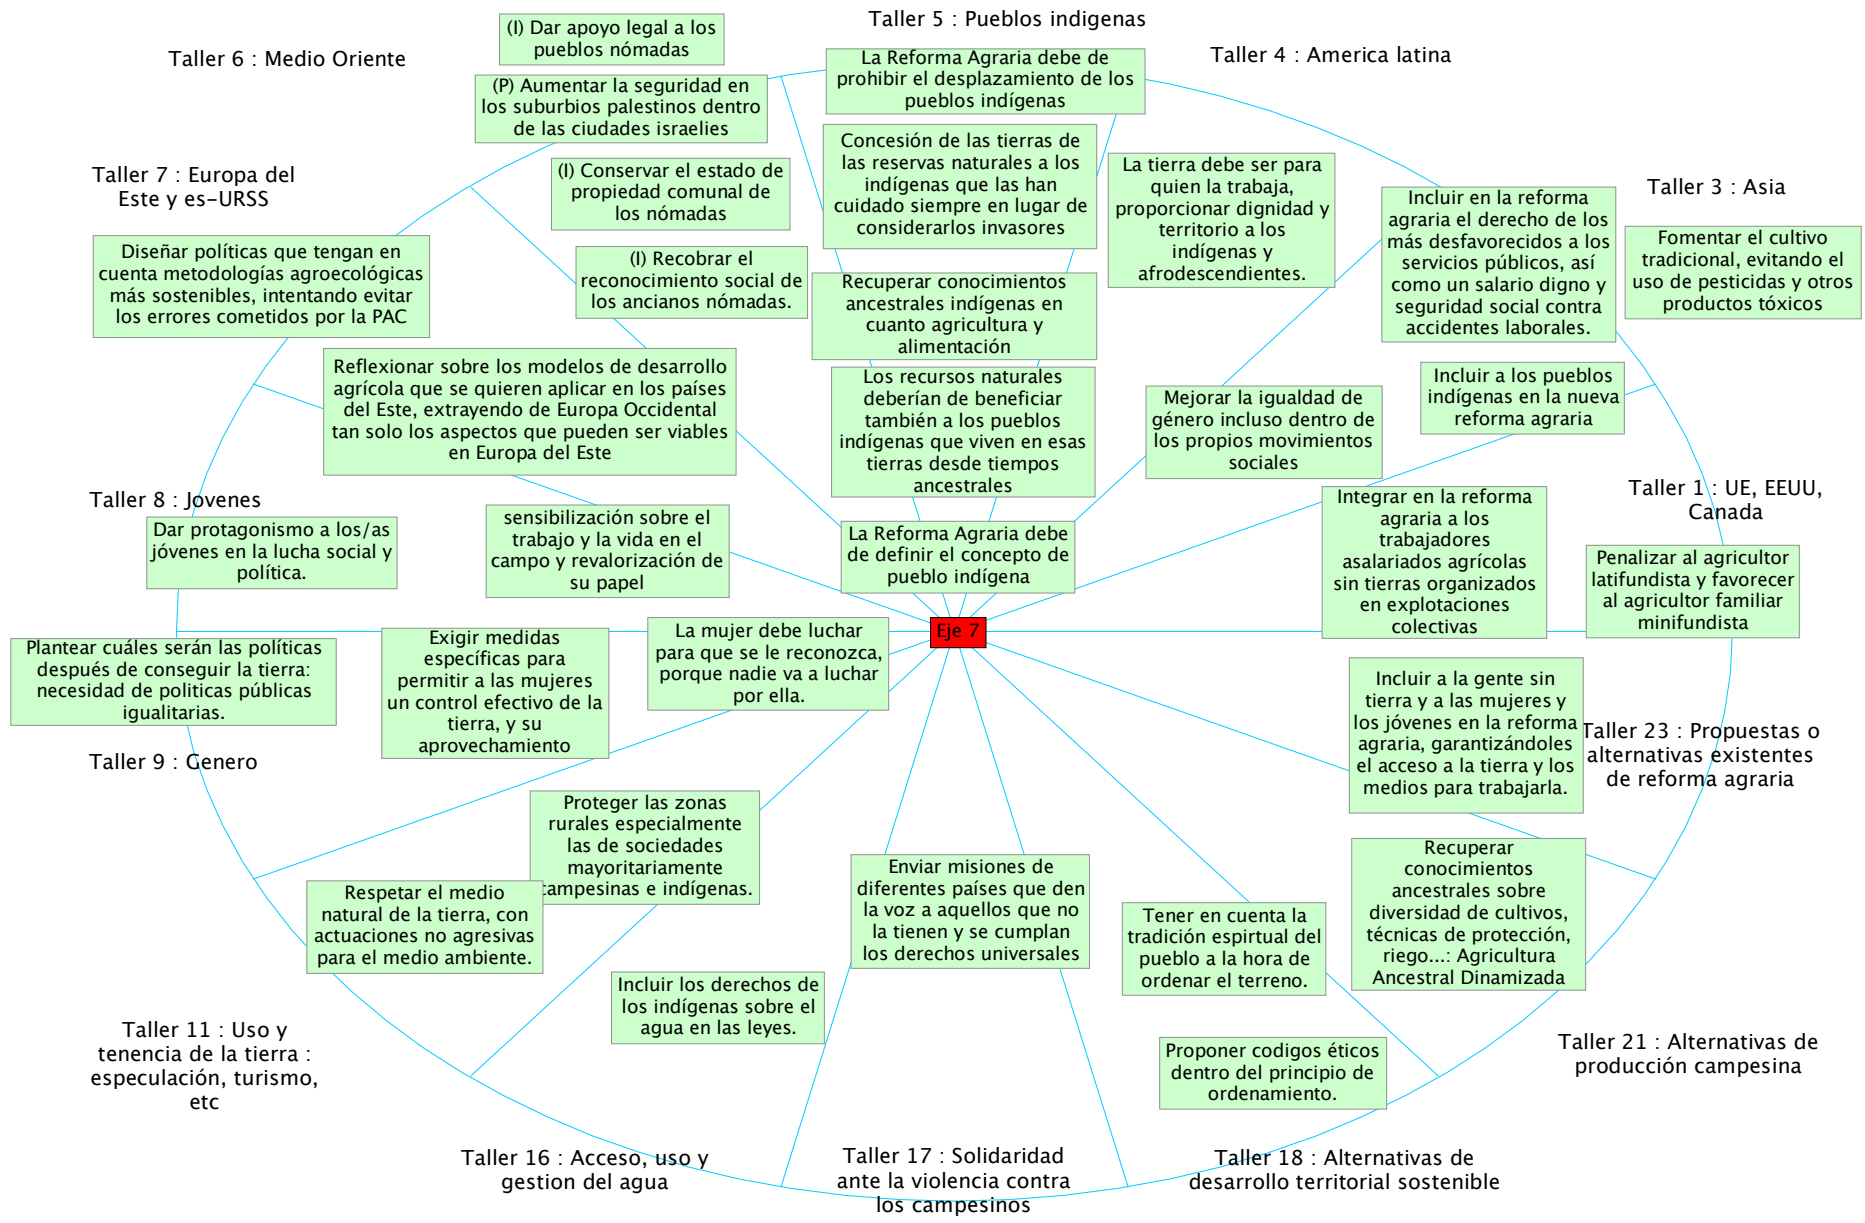 Taller 5 : Pueblos indigenas
La Reforma Agraria debe de
prohibir el desplazamiento de los
pueblos indígenas
Concesión de las tierras de
las reservas naturales a los
indígenas que las han
cuidado siempre en lugar de
considerarlos invasores
Recuperar conocimientos
ancestrales indígenas en
cuanto agricultura y
alimentación
Los recursos naturales
deberían de beneficiar
también a los pueblos
indígenas que viven en esas
tierras desde tiempos
ancestrales
La Reforma Agraria debe
de definir el concepto de
pueblo indígena
Eje 7
Taller 4 : America latina
La tierra debe ser para
quien la trabaja,
proporcionar dignidad y
territorio a los
indígenas y
afrodescendientes.
Incluir en la reforma
agraria el derecho de los
más desfavorecidos a los
servicios públicos, así
como un salario digno y
seguridad social contra
accidentes laborales.
Mejorar la igualdad de
género incluso dentro de
los propios movimientos
sociales
Taller 3 : Asia
Fomentar el cultivo
tradicional, evitando el
uso de pesticidas y otros
productos tóxicos
Incluir a los pueblos
indígenas en la nueva
reforma agraria
Taller 1 : UE, EEUU,
Canada
Integrar en la reforma
agraria a los
trabajadores
asalariados agrícolas
sin tierras organizados
en explotaciones
colectivas
Penalizar al agricultor
latifundista y favorecer
al agricultor familiar
minifundista
Taller 23 : Propuestas o
alternativas existentes
de reforma agraria
Incluir a la gente sin
tierra y a las mujeres y
los jóvenes en la reforma
agraria, garantizándoles
el acceso a la tierra y los
medios para trabajarla.
Recuperar
conocimientos
ancestrales sobre
diversidad de cultivos,
técnicas de protección,
riego...: Agricultura
Ancestral Dinamizada
Taller 21 : Alternativas de
producción campesina
Tener en cuenta la
tradición espirtual del
pueblo a la hora de
ordenar el terreno.
Proponer codigos éticos
dentro del principio de
ordenamiento.
Taller 18 : Alternativas de
desarrollo territorial sostenible
Enviar misiones de
diferentes países que den
la voz a aquellos que no
la tienen y se cumplan
los derechos universales
Taller 17 : Solidaridad
ante la violencia contra
los campesinos
Incluir los derechos de
los indígenas sobre el
agua en las leyes.
Taller 16 : Acceso, uso y
gestion del agua
Proteger las zonas
rurales especialmente
las de sociedades
mayoritariamente
campesinas e indígenas.
Respetar el medio
natural de la tierra, con
actuaciones no agresivas
para el medio ambiente.
Taller 11 : Uso y
tenencia de la tierra :
especulación, turismo,
etc
La mujer debe luchar
para que se le reconozca,
porque nadie va a luchar
por ella.
Exigir medidas
específicas para
permitir a las mujeres
un control efectivo de la
tierra, y su
aprovechamiento
Plantear cuáles serán las políticas
después de conseguir la tierra:
necesidad de politicas públicas
igualitarias.
Taller 9 : Genero
Taller 8 : Jovenes
Dar protagonismo a los/as
jóvenes en la lucha social y
política.
sensibilización sobre el
trabajo y la vida en el
campo y revalorización de
su papel
Taller 7 : Europa del
Este y es-URSS
Diseñar políticas que tengan en
cuenta metodologías agroecológicas
más sostenibles, intentando evitar
los errores cometidos por la PAC
Reflexionar sobre los modelos de desarrollo
agrícola que se quieren aplicar en los países
del Este, extrayendo de Europa Occidental
tan solo los aspectos que pueden ser viables
en Europa del Este
Taller 6 : Medio Oriente
(I) Dar apoyo legal a los
pueblos nómadas
(P) Aumentar la seguridad en
los suburbios palestinos dentro
de las ciudades israelies
(I) Conservar el estado de
propiedad comunal de
los nómadas
(I) Recobrar el
reconocimiento social de
los ancianos nómadas.